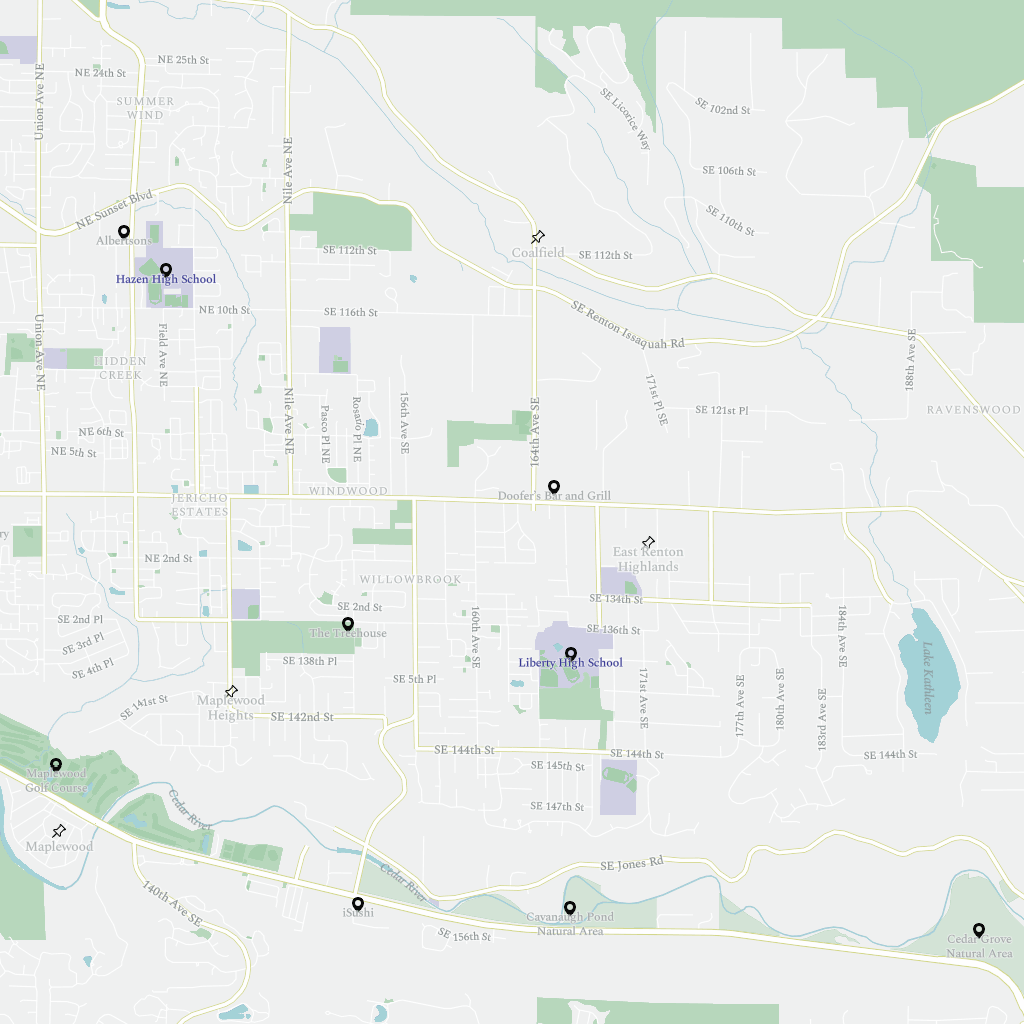 NE 25th St
NE 24th St
Union Ave NE
SUMMER
WIND
SE Licorice Way
SE 102nd St
Nile Ave NE
SE 106th St
NE Sunset Blvd
SE 110th St
Albertsons
SE 112th St
Coalfield
SE 112th St
Hazen High School
NE 10th St
SE 116th St
SE Renton Issaquah Rd
Union Ave NE
Field Ave NE
HIDDEN
CREEK
188th Ave SE
Nile Ave NE
Pasco Pl NE
Rosario Pl NE
156th Ave SE
164th Ave SE
171st Pl SE
SE 121st Pl
RAVENSWOOD
NE 6th St
NE 5th St
JERICHO
ESTATES
WINDWOOD
Doofer's Bar and Grill
ry
NE 2nd St
East Renton
Highlands
WILLOWBROOK
SE 134th St
SE 2nd Pl
SE 2nd St
The Treehouse
160th Ave SE
SE 136th St
184th Ave SE
SE 3rd Pl
SE 138th Pl
Liberty High School
SE 4th Pl
SE 5th Pl
171st Ave SE
177th Ave SE
180th Ave SE
183rd Ave SE
Lake Kathleen
SE 141st St
Maplewood
Heights
SE 142nd St
SE 144th St
SE 144th St
SE 144th St
SE 145th St
Maplewood
Golf Course
Cedar River
SE 147th St
Maplewood
SE Jones Rd
140th Ave SE
Cedar River
iSushi
Cavanaugh Pond
Natural Area
SE 156th St
Cedar Grove
Natural Area